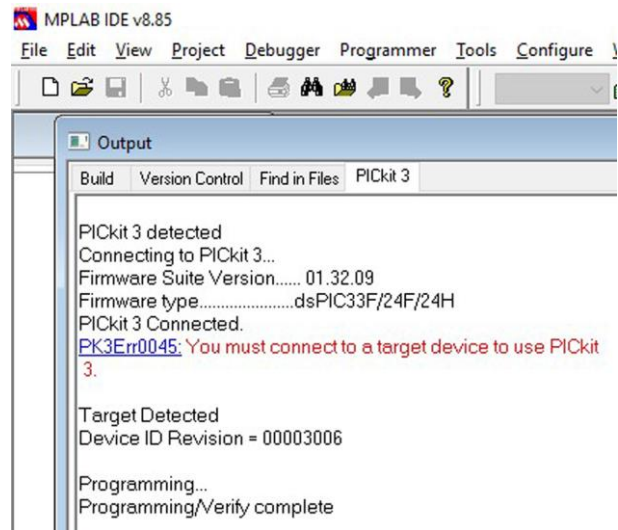 MPLAB IDE v8.85
File Edit View Project Debugger Programmer Tools Configure
Output
Build Version Control Find in Files PICkit 3
PICkit 3 detected
Connecting to PICkit 3...
Firmware Suite Version...... 01.32.09
Firmware type......................dsPIC33F/24F/24H
PICkit 3 Connected.
PK3Err0045: You must connect to a target device to use PICkit
3.
Target Detected
Device ID Revision = 00003006
Programming...
Programming/Verify complete